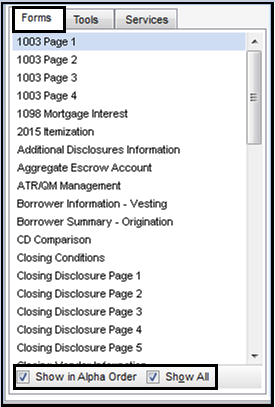 Forms Tools Services
1003 Page 1
1003 Page 2
1003 Page 3
1003 Page 4
1098 Mortgage Interest
2015 Itemization
Additional Disclosures Information
Aggregate Escrow Account
ATR/QM Management
Borrower Information - Vesting
Borrower Summary - Origination
CD Comparison
Closing Conditions
Closing Disclosure Page 1
Closing Disclosure Page 2
Closing Disclosure Page 3
Closing Disclosure Page 4
Closing Disclosure Page 5
Closing Vendor Information
Show in Alpha Order Show All